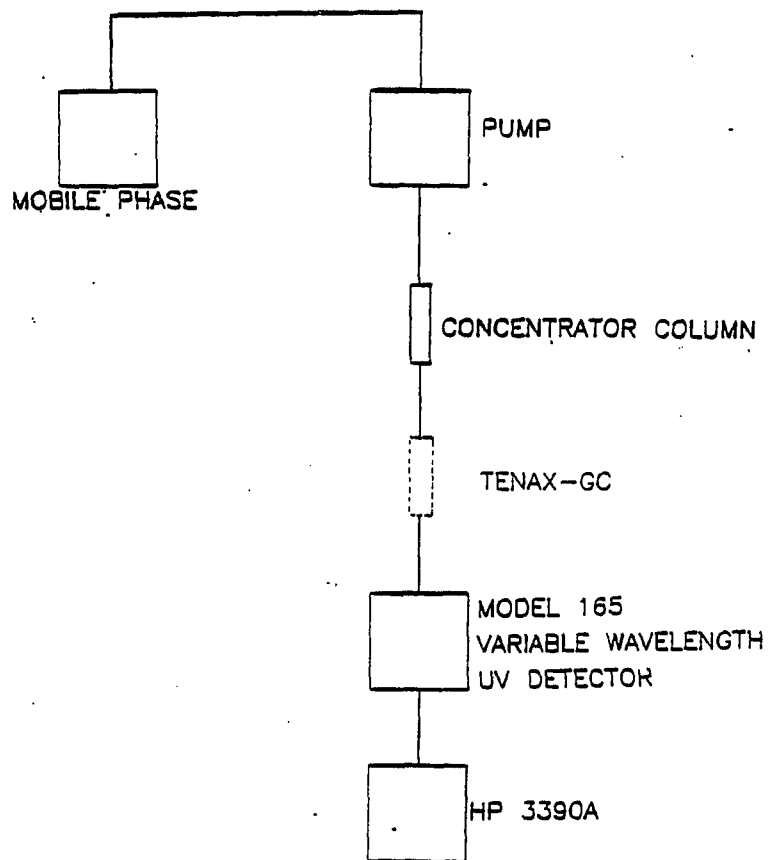 PUMP
MOBILE PHASE
CONCENTRATOR COLUMN
TENAX-GC
MODEL 165
VARIABLE WAVELENGTH
UV DETECTOR
HP 3390A